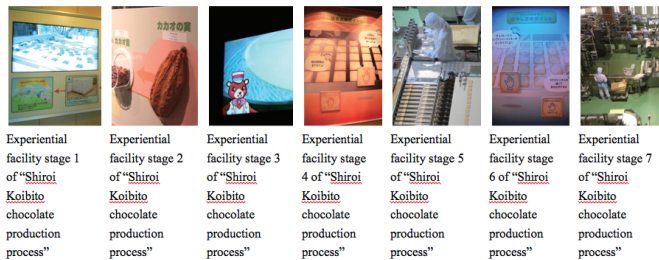 カカオの実
Experiential
facility stage 1
of “Shiroi
Koibito
chocolate
production
process”
Experiential
facility stage 2
of “Shiroi
Koibito
chocolate
production
process”
Experiential
facility stage 3
of “Shiroi
Koibito
chocolate
production
process”
Experiential
facility stage
4 of “Shiroi
Koibito
chocolate
production
process”
Experiential
facility stage 5
of “Shiroi
Koibito
chocolate
production
process”
Experiential
facility stage
6 of “Shiroi
Koibito
chocolate
production
process”
Experiential
facility stage 7
of “Shiroi
Koibito
chocolate
production
process”